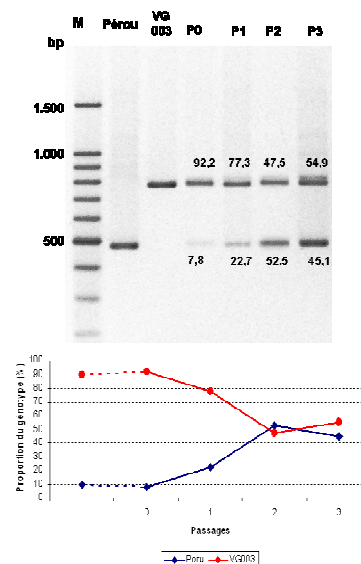 bp
M
Pérou
VG 003
P0
P1
P2
P3
1.500
1.000
500
92,2
77,3
47,5
54,9
7,8
22,7
52,5
45,1
Proportion du genotype (%)
100
90
80
70
60
50
40
30
20
10
0
0
1
2
3
Passages
Peru
VG003